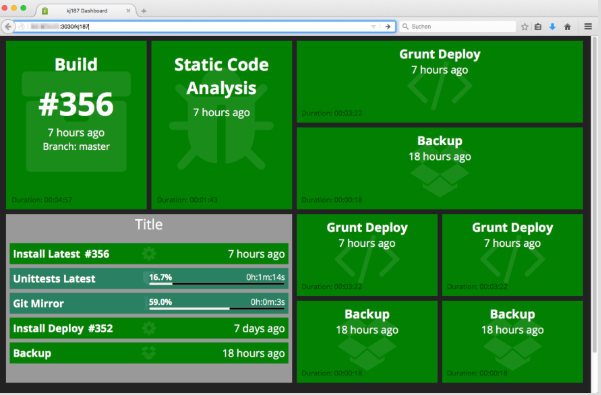 kj187 Dashboard
:3030/kj187
Suchen
Build
#356
7 hours ago
Branch: master
Duration: 00:04:57
Static Code
Analysis
7 hours ago
Duration: 00:01:43
Grunt Deploy
7 hours ago
Duration: 00:03:22
Backup
18 hours ago
Duration: 00:00:18
Title
Install Latest #356
7 hours ago
Unittests Latest
16.7%
0h:1m:14s
Git Mirror
59.0%
0h:0m:3s
Install Deploy #352
7 days ago
Backup
18 hours ago
Grunt Deploy
7 hours ago
Duration: 00:03:22
Grunt Deploy
7 hours ago
Duration: 00:03:22
Backup
18 hours ago
Duration: 00:00:18
Backup
18 hours ago
Duration: 00:00:18